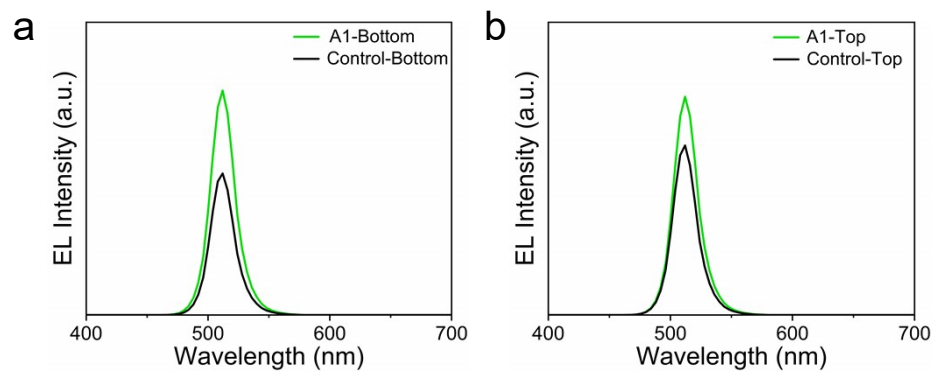 a
A1-Bottom
Control-Bottom
EL Intensity (a.u.)
400 500 600 700
Wavelength (nm)
b
A1-Top
Control-Top
EL Intensity (a.u.)
400 500 600 700
Wavelength (nm)